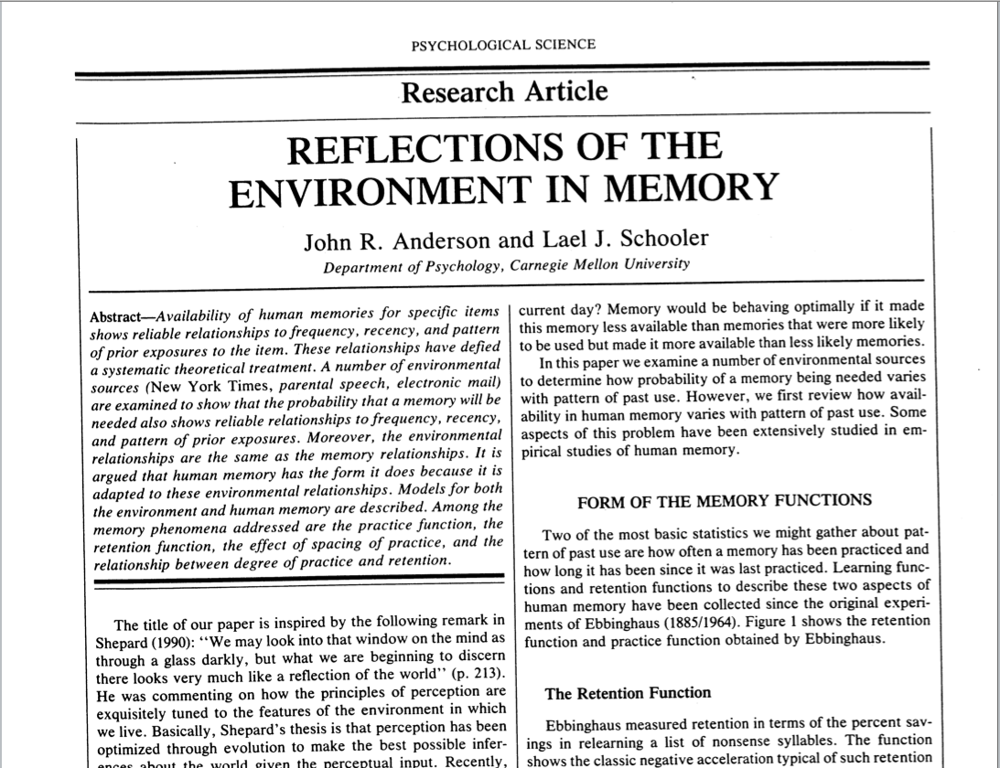 PSYCHOLOGICAL SCIENCE
Research Article
REFLECTIONS OF THE
ENVIRONMENT IN MEMORY
John R. Anderson and Lael J. Schooler
Department of Psychology, Carnegie Mellon University
Abstract—Availability of human memories for specific items
shows reliable relationships to frequency, recency, and pattern
of prior exposures to the item. These relationships have defied
a systematic theoretical treatment. A number of environmental
sources (New York Times, parental speech, electronic mail)
are examined to show that the probability that a memory will be
needed also shows reliable relationships to frequency, recency,
and pattern of prior exposures. Moreover, the environmental
relationships are the same as the memory relationships. It is
argued that human memory has the form it does because it is
adapted to these environmental relationships. Models for both
the environment and human memory are described. Among the
memory phenomena addressed are the practice function, the
retention function, the effect of spacing of practice, and the
relationship between degree of practice and retention.
The title of our paper is inspired by the following remark in
Shepard (1990): “We may look into that window on the mind as
through a glass darkly, but what we are beginning to discern
there looks very much like a reflection of the world” (p. 213).
He was commenting on how the principles of perception are
exquisitely tuned to the features of the environment in which
we live. Basically, Shepard's thesis is that perception has been
optimized through evolution to make the best possible infer-
ences about the world given the perceptual input. Recently,
current day? Memory would be behaving optimally if it made
this memory less available than memories that were more likely
to be used but made it more available than less likely memories.
In this paper we examine a number of environmental sources
to determine how probability of a memory being needed varies
with pattern of past use. However, we first review how avail-
ability in human memory varies with pattern of past use. Some
aspects of this problem have been extensively studied in em-
pirical studies of human memory.
FORM OF THE MEMORY FUNCTIONS
Two of the most basic statistics we might gather about pat-
tern of past use are how often a memory has been practiced and
how long it has been since it was last practiced. Learning func-
tions and retention functions to describe these two aspects of
human memory have been collected since the original experi-
ments of Ebbinghaus (1885/1964). Figure 1 shows the retention
function and practice function obtained by Ebbinghaus.
The Retention Function
Ebbinghaus measured retention in terms of the percent sav-
ings in relearning a list of nonsense syllables. The function
shows the classic negative acceleration typical of such retention